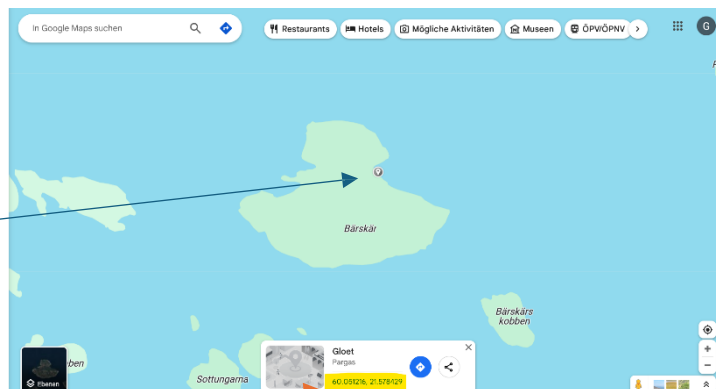 In Google Maps suchen
Restaurants
Hotels
Mögliche Aktivitäten
Museen
ÖPV/ÖPNV
G
Bärskär
Bärskärs
kobben
Sottungarna
Ebenen
Gloet
Pargas
60.051216, 21.578429